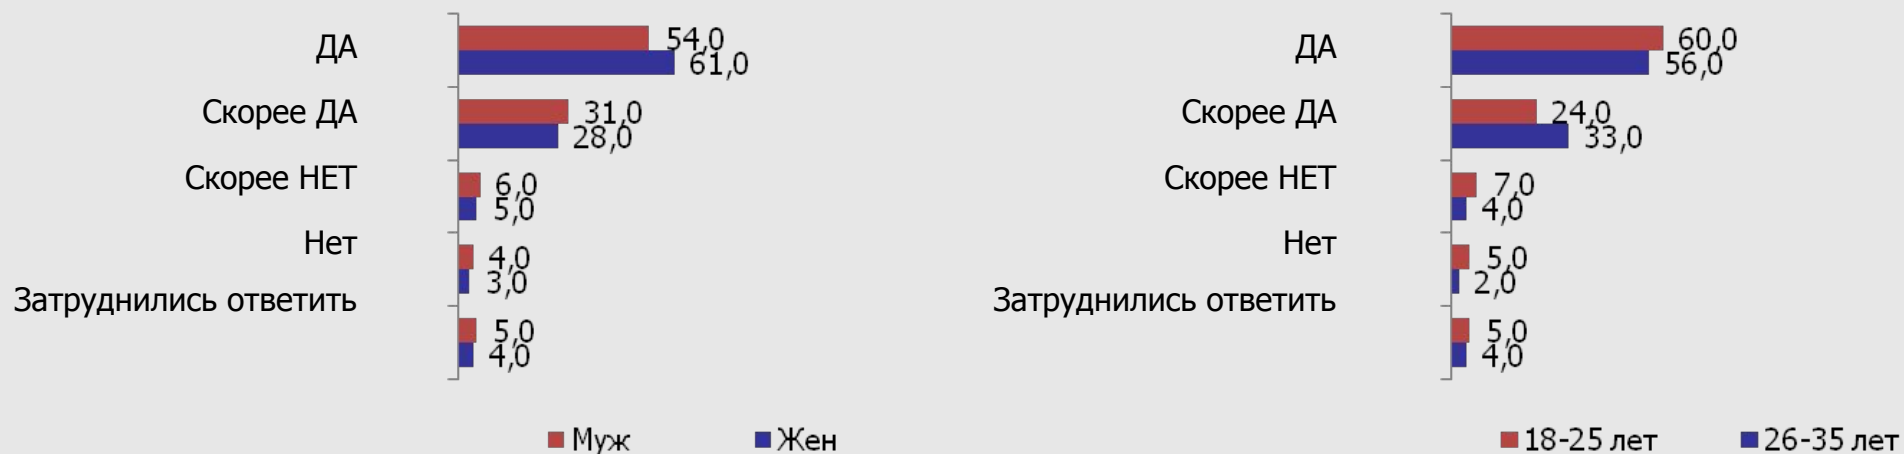 ДА
54,0
61,0
Скорее ДА
31,0
28,0
Скорее НЕТ
6,0
5,0
Нет
4,0
3,0
Затруднились ответить
5,0
4,0
Муж
Жен
ДА
60,0
56,0
Скорее ДА
24,0
33,0
Скорее НЕТ
7,0
4,0
Нет
5,0
2,0
Затруднились ответить
5,0
4,0
18-25 лет
26-35 лет